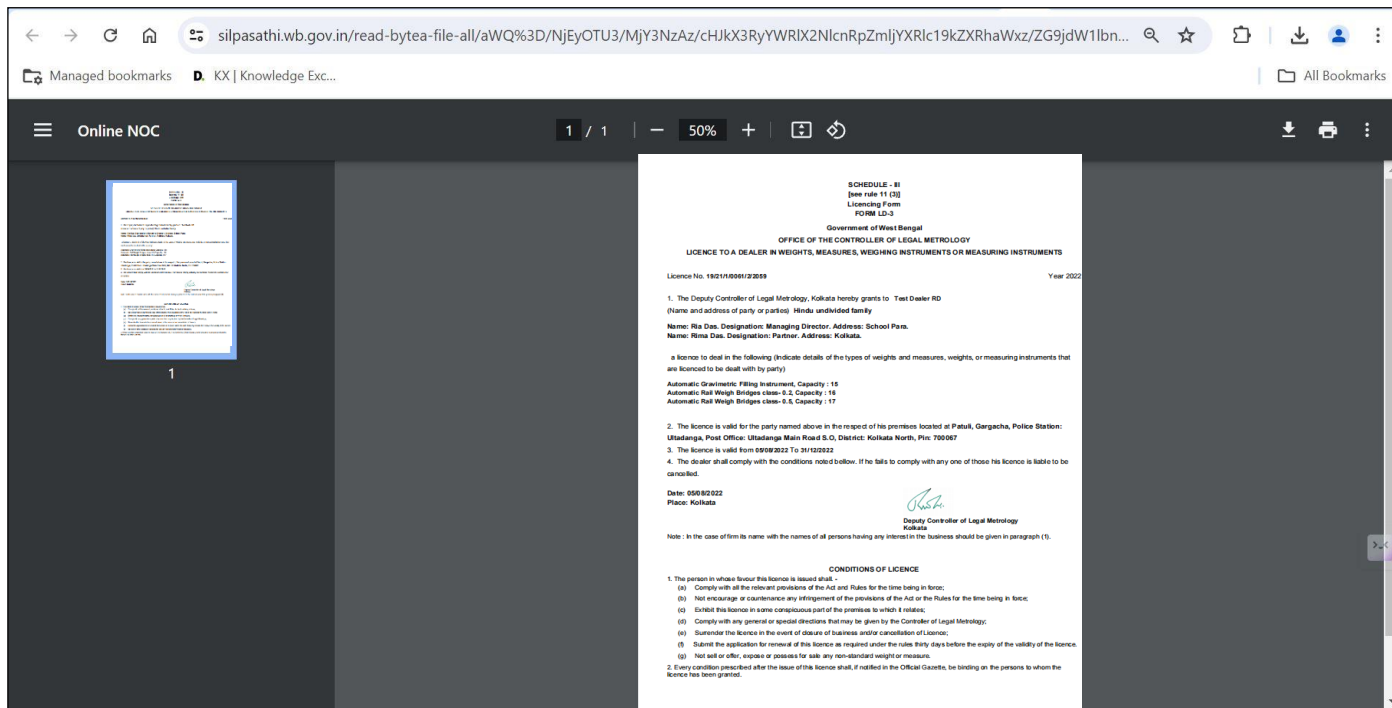 silpasathi.wb.gov.in/read-bytea-file-all/aWQ%3D/NjEyOTU3/MjY3NzAz/cHJkX3RyYWRlX2NlcnRpZmljYXRlc19kZXRhaWxz/ZG9jdW1lbn...
Managed bookmarks D. KX | Knowledge Exc... All Bookmarks
Online NOC 1 / 1 50%
1
SCHEDULE - III
[see rule 11 (3)]
Licencing Form
FORM LD-3
Government of West Bengal
OFFICE OF THE CONTROLLER OF LEGAL METROLOGY
LICENCE TO A DEALER IN WEIGHTS, MEASURES, WEIGHING INSTRUMENTS OR MEASURING INSTRUMENTS
Licence No. 19/21/1/0061/2/2059 Year 2022
1. The Deputy Controller of Legal Metrology, Kolkata hereby grants to Test Dealer RD
(Name and address of party or parties) Hindu undivided family
Name: Ria Das. Designation: Managing Director. Address: School Para.
Name: Rima Das. Designation: Partner. Address: Kolkata.
a licence to deal in the following (Indicate details of the types of weights and measures, weights, or measuring instruments that
are licenced to be dealt with by party)
Automatic Gravimetric Filling Instrument, Capacity : 15
Automatic Rail Weigh Bridges class- 0.2, Capacity : 16
Automatic Rail Weigh Bridges class- 0.5, Capacity : 17
2. The licence is valid for the party named above in the respect of his premises located at Patuli, Gargacha, Police Station:
Ultadanga, Post Office: Ultadanga Main Road S.O, District: Kolkata North, Pin: 700067
3. The licence is valid from 05/08/2022 To 31/12/2022
4. The dealer shall comply with the conditions noted bellow. If he fails to comply with any one of those his licence is liable to be
cancelled.
Date: 05/08/2022
Place: Kolkata
Deputy Controller of Legal Metrology
Kolkata
Note : In the case of firm its name with the names of all persons having any interest in the business should be given in paragraph (1).
CONDITIONS OF LICENCE
1. The person in whose favour this licence is issued shall. -
(a) Comply with all the relevant provisions of the Act and Rules for the time being in force;
(b) Not encourage or countenance any infringement of the provisions of the Act or the Rules for the time being in force;
(c) Exhibit this licence in some conspicuous part of the premises to which it relates;
(d) Comply with any general or special directions that may be given by the Controller of Legal Metrology;
(e) Surrender the licence in the event of closure of business and/or cancellation of Licence;
(f) Submit the application for renewal of this licence as required under the rules thirty days before the expiry of the validity of the licence.
(g) Not sell or offer, expose or possess for sale any non-standard weight or measure.
2. Every condition prescribed after the issue of this licence shall, if notified in the Official Gazette, be binding on the persons to whom the
licence has been granted.